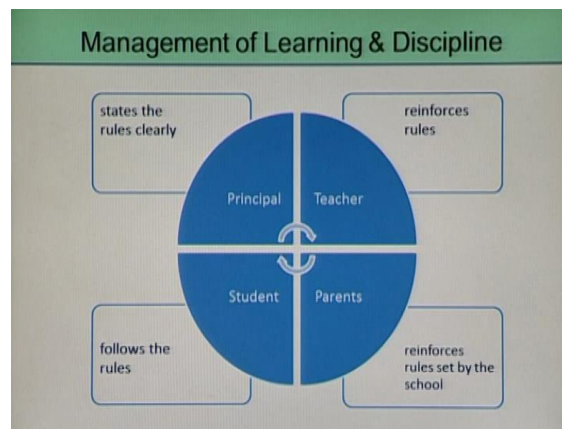 Management of Learning & Discipline
states the
rules clearly
reinforces
rules
Principal
Teacher
Student
Parents
follows the
rules
reinforces
rules set by the
school